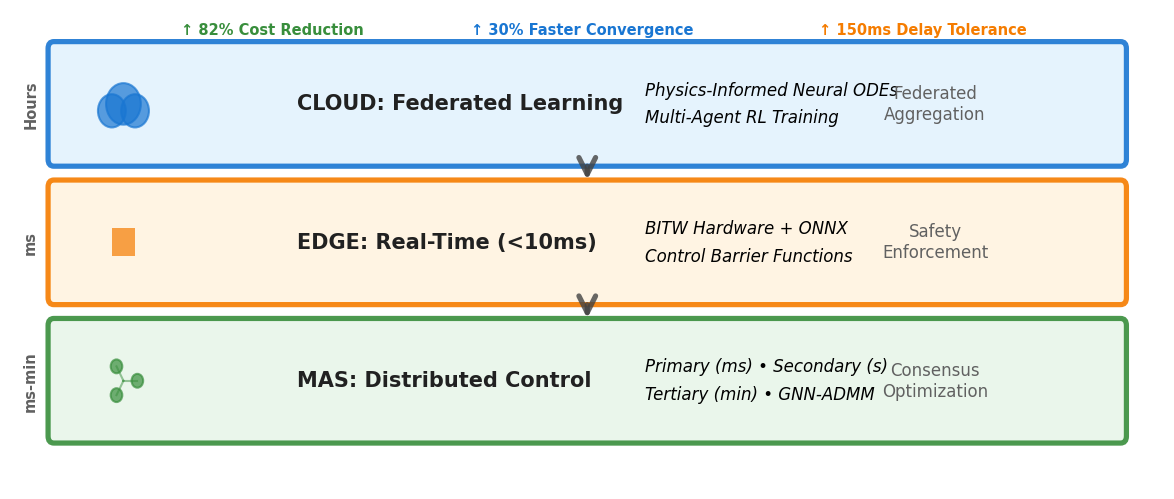 ↑ 82% Cost Reduction
↑ 30% Faster Convergence
↑ 150ms Delay Tolerance
Hours
CLOUD: Federated Learning
Physics-Informed Neural ODEs
Multi-Agent RL Training
Federated
Aggregation
ms
EDGE: Real-Time (<10ms)
BITW Hardware + ONNX
Control Barrier Functions
Safety
Enforcement
ms-min
MAS: Distributed Control
Primary (ms) • Secondary (s)
Tertiary (min) • GNN-ADMM
Consensus
Optimization